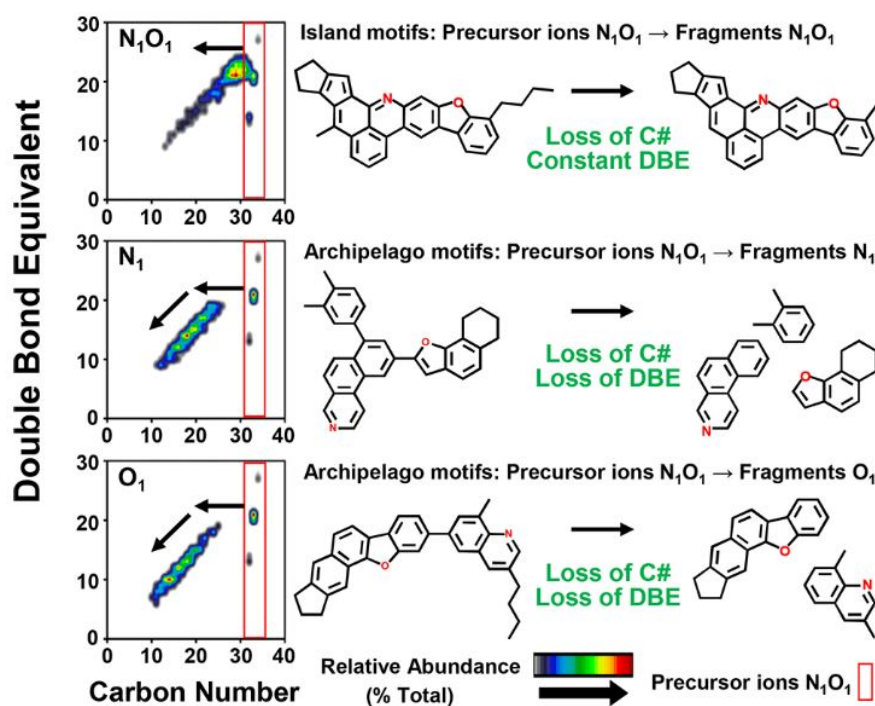 Double Bond Equivalent
30
20
10
0
N₁O₁
0 10 20 30 40
Island motifs: Precursor ions N₁O₁ → Fragments N₁O₁
N
O
Loss of C#
Constant DBE
N
O
30
20
10
0
N₁
0 10 20 30 40
Archipelago motifs: Precursor ions N₁O₁ → Fragments N₁
O
N
Loss of C#
Loss of DBE
N
O
30
20
10
0
O₁
0 10 20 30 40
Archipelago motifs: Precursor ions N₁O₁ → Fragments O₁
O
N
Loss of C#
Loss of DBE
O
N
Carbon Number
Relative Abundance
(% Total)
Precursor ions N₁O₁